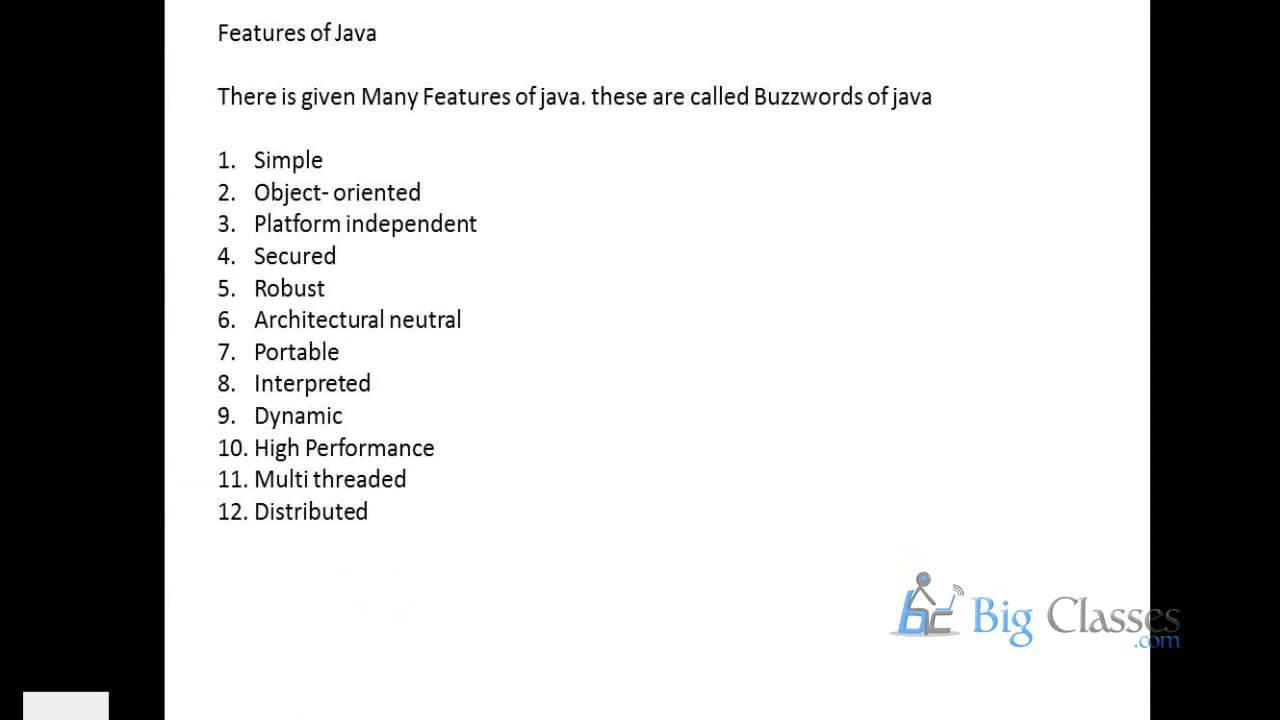 Features of Java
There is given Many Features of java. these are called Buzzwords of java
1. Simple
2. Object- oriented
3. Platform independent
4. Secured
5. Robust
6. Architectural neutral
7. Portable
8. Interpreted
9. Dynamic
10. High Performance
11. Multi threaded
12. Distributed
bc Big Classes
.com